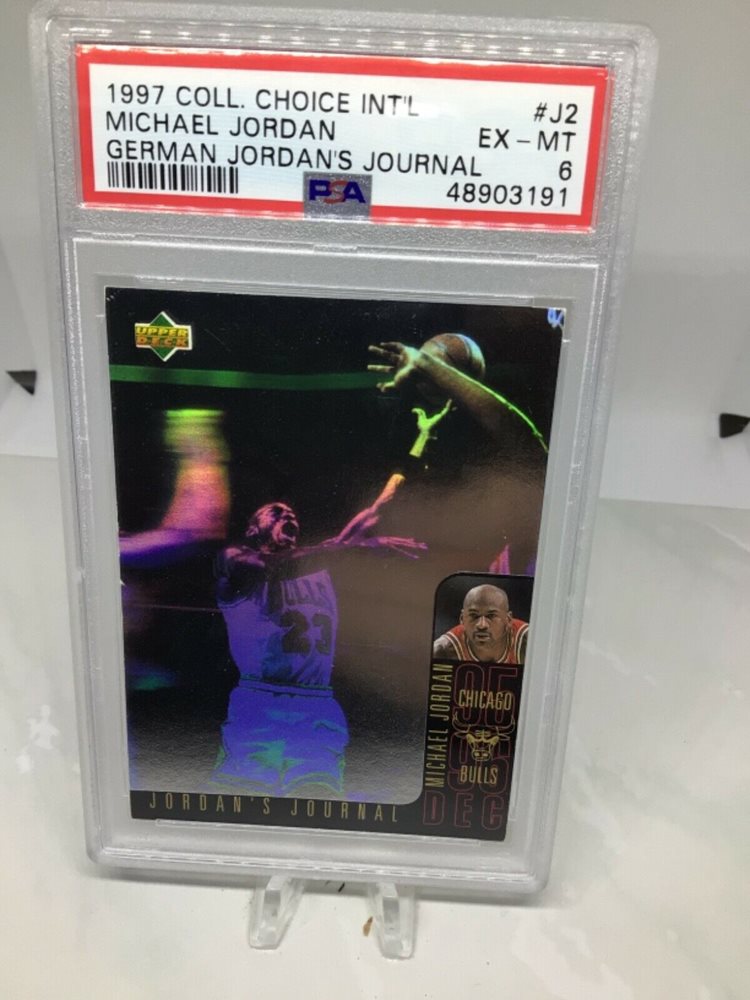 1997 COLL. CHOICE INT'L #J2
MICHAEL JORDAN EX-MT
GERMAN JORDAN'S JOURNAL 6
PSA 48903191
UPPER
DECK
BULLS
23
MICHAEL JORDAN
95
CHICAGO
BULLS
DEC
JORDAN'S JOURNAL